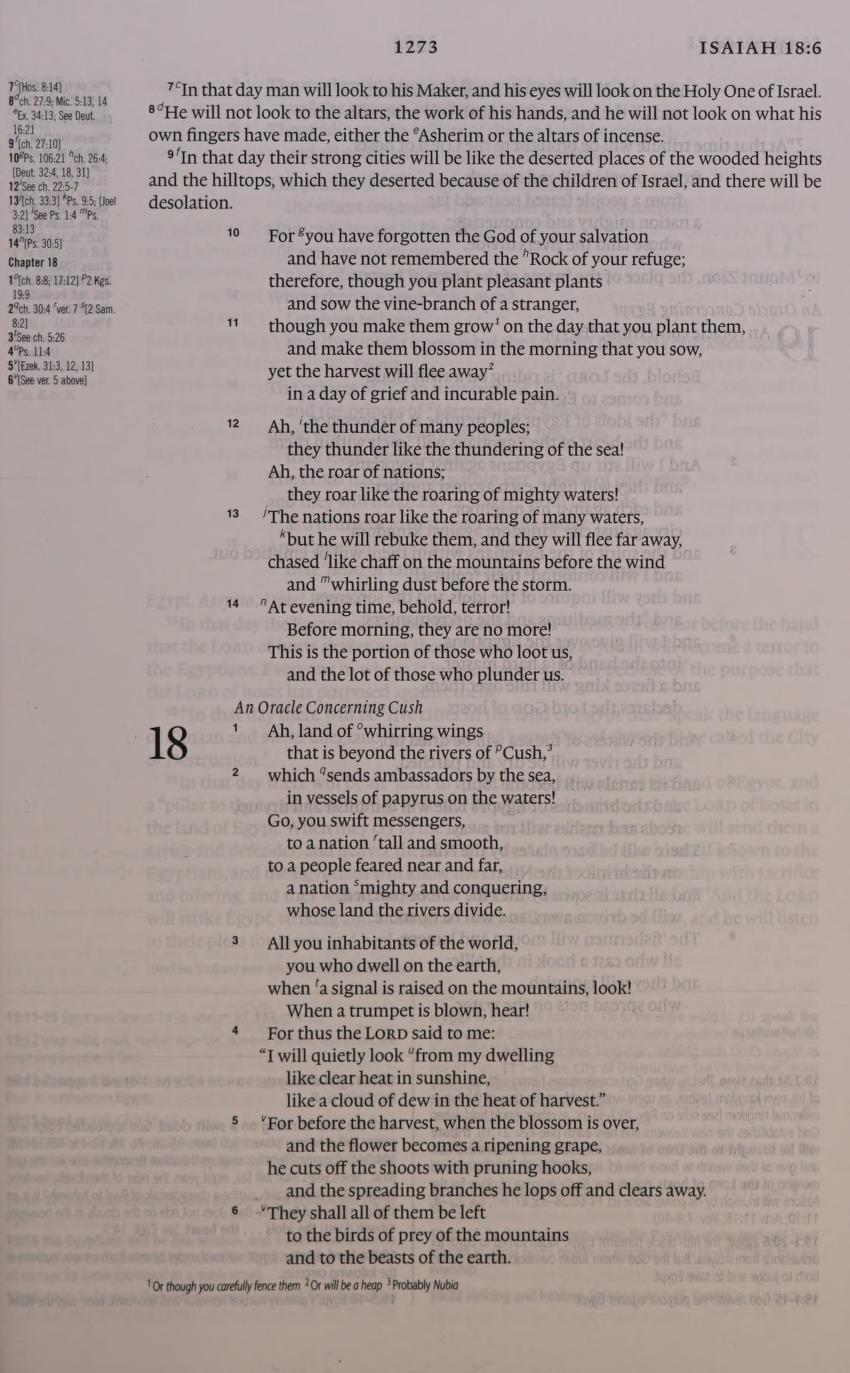 1273
ISAIAH 18:6
7 c[Hos. 8:14]
8 d ch. 27:9; Mic. 5:13, 14
e Ex. 34:13; See Deut.
16:21
9 f[ch. 27:10]
10 g Ps. 106:21 h ch. 26:4;
[Deut. 32:4, 18, 31]
12 i See ch. 22:5-7
13 j[ch. 33:3] k Ps. 9:5; [Joel
3:2] l See Ps. 1:4 m Ps.
83:13
14 n[Ps. 30:5]
Chapter 18
1 o[ch. 8:8; 17:12] p 2 Kgs.
19:9
2 q ch. 30:4 r ver. 7 s[2 Sam.
8:2]
3 t See ch. 5:26
4 u Ps. 11:4
5 v[Ezek. 31:3, 12, 13]
6 v[See ver. 5 above]
7 c In that day man will look to his Maker, and his eyes will look on the Holy One of Israel.
8 d He will not look to the altars, the work of his hands, and he will not look on what his
own fingers have made, either the e Asherim or the altars of incense.
9 f In that day their strong cities will be like the deserted places of the wooded heights
and the hilltops, which they deserted because of the children of Israel, and there will be
desolation.
10 For g you have forgotten the God of your salvation
and have not remembered the h Rock of your refuge;
therefore, though you plant pleasant plants
and sow the vine-branch of a stranger,
11 though you make them grow¹ on the day that you plant them,
and make them blossom in the morning that you sow,
yet the harvest will flee away²
in a day of grief and incurable pain.
12 Ah, i the thunder of many peoples;
they thunder like the thundering of the sea!
Ah, the roar of nations;
they roar like the roaring of mighty waters!
13 j The nations roar like the roaring of many waters,
k but he will rebuke them, and they will flee far away,
chased l like chaff on the mountains before the wind
and m whirling dust before the storm.
14 n At evening time, behold, terror!
Before morning, they are no more!
This is the portion of those who loot us,
and the lot of those who plunder us.
An Oracle Concerning Cush
18 1 Ah, land of o whirring wings
that is beyond the rivers of p Cush,³
2 which q sends ambassadors by the sea,
in vessels of papyrus on the waters!
Go, you swift messengers,
to a nation r tall and smooth,
to a people feared near and far,
a nation s mighty and conquering,
whose land the rivers divide.
3 All you inhabitants of the world,
you who dwell on the earth,
when t a signal is raised on the mountains, look!
When a trumpet is blown, hear!
4 For thus the LORD said to me:
“I will quietly look u from my dwelling
like clear heat in sunshine,
like a cloud of dew in the heat of harvest.”
5 v For before the harvest, when the blossom is over,
and the flower becomes a ripening grape,
he cuts off the shoots with pruning hooks,
and the spreading branches he lops off and clears away.
6 v They shall all of them be left
to the birds of prey of the mountains
and to the beasts of the earth.
¹ Or though you carefully fence them ² Or will be a heap ³ Probably Nubia